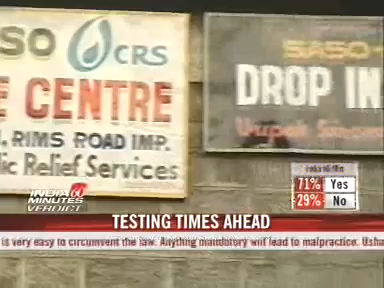 SASO CRS
E CENTRE
RIMS ROAD IMP.
lic Relief Services
SASO-
DROP IN
71% Yes
29% No
INDIA 60
MINUTES
VERDICT
TESTING TIMES AHEAD
is very easy to circumvent the law. Anything mandatory will lead to malpractice. Usha